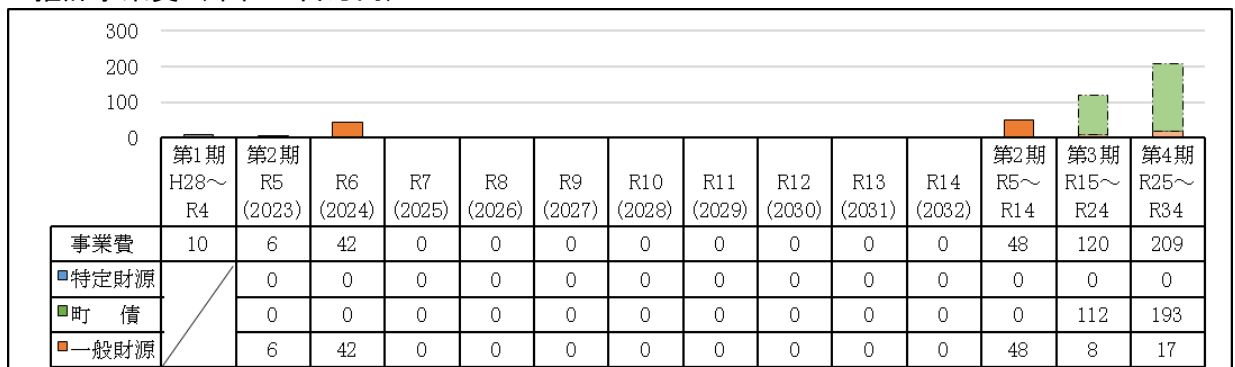 300
200
100
0
第1期 H28～R4 第2期 R5 (2023) R6 (2024) R7 (2025) R8 (2026) R9 (2027) R10 (2028) R11 (2029) R12 (2030) R13 (2031) R14 (2032) 第2期 R5～R14 第3期 R15～R24 第4期 R25～R34
事業費 10 6 42 0 0 0 0 0 0 0 0 48 120 209
特定財源 0 0 0 0 0 0 0 0 0 0 0 0 0
町　債 0 0 0 0 0 0 0 0 0 0 0 112 193
一般財源 6 42 0 0 0 0 0 0 0 0 48 8 17